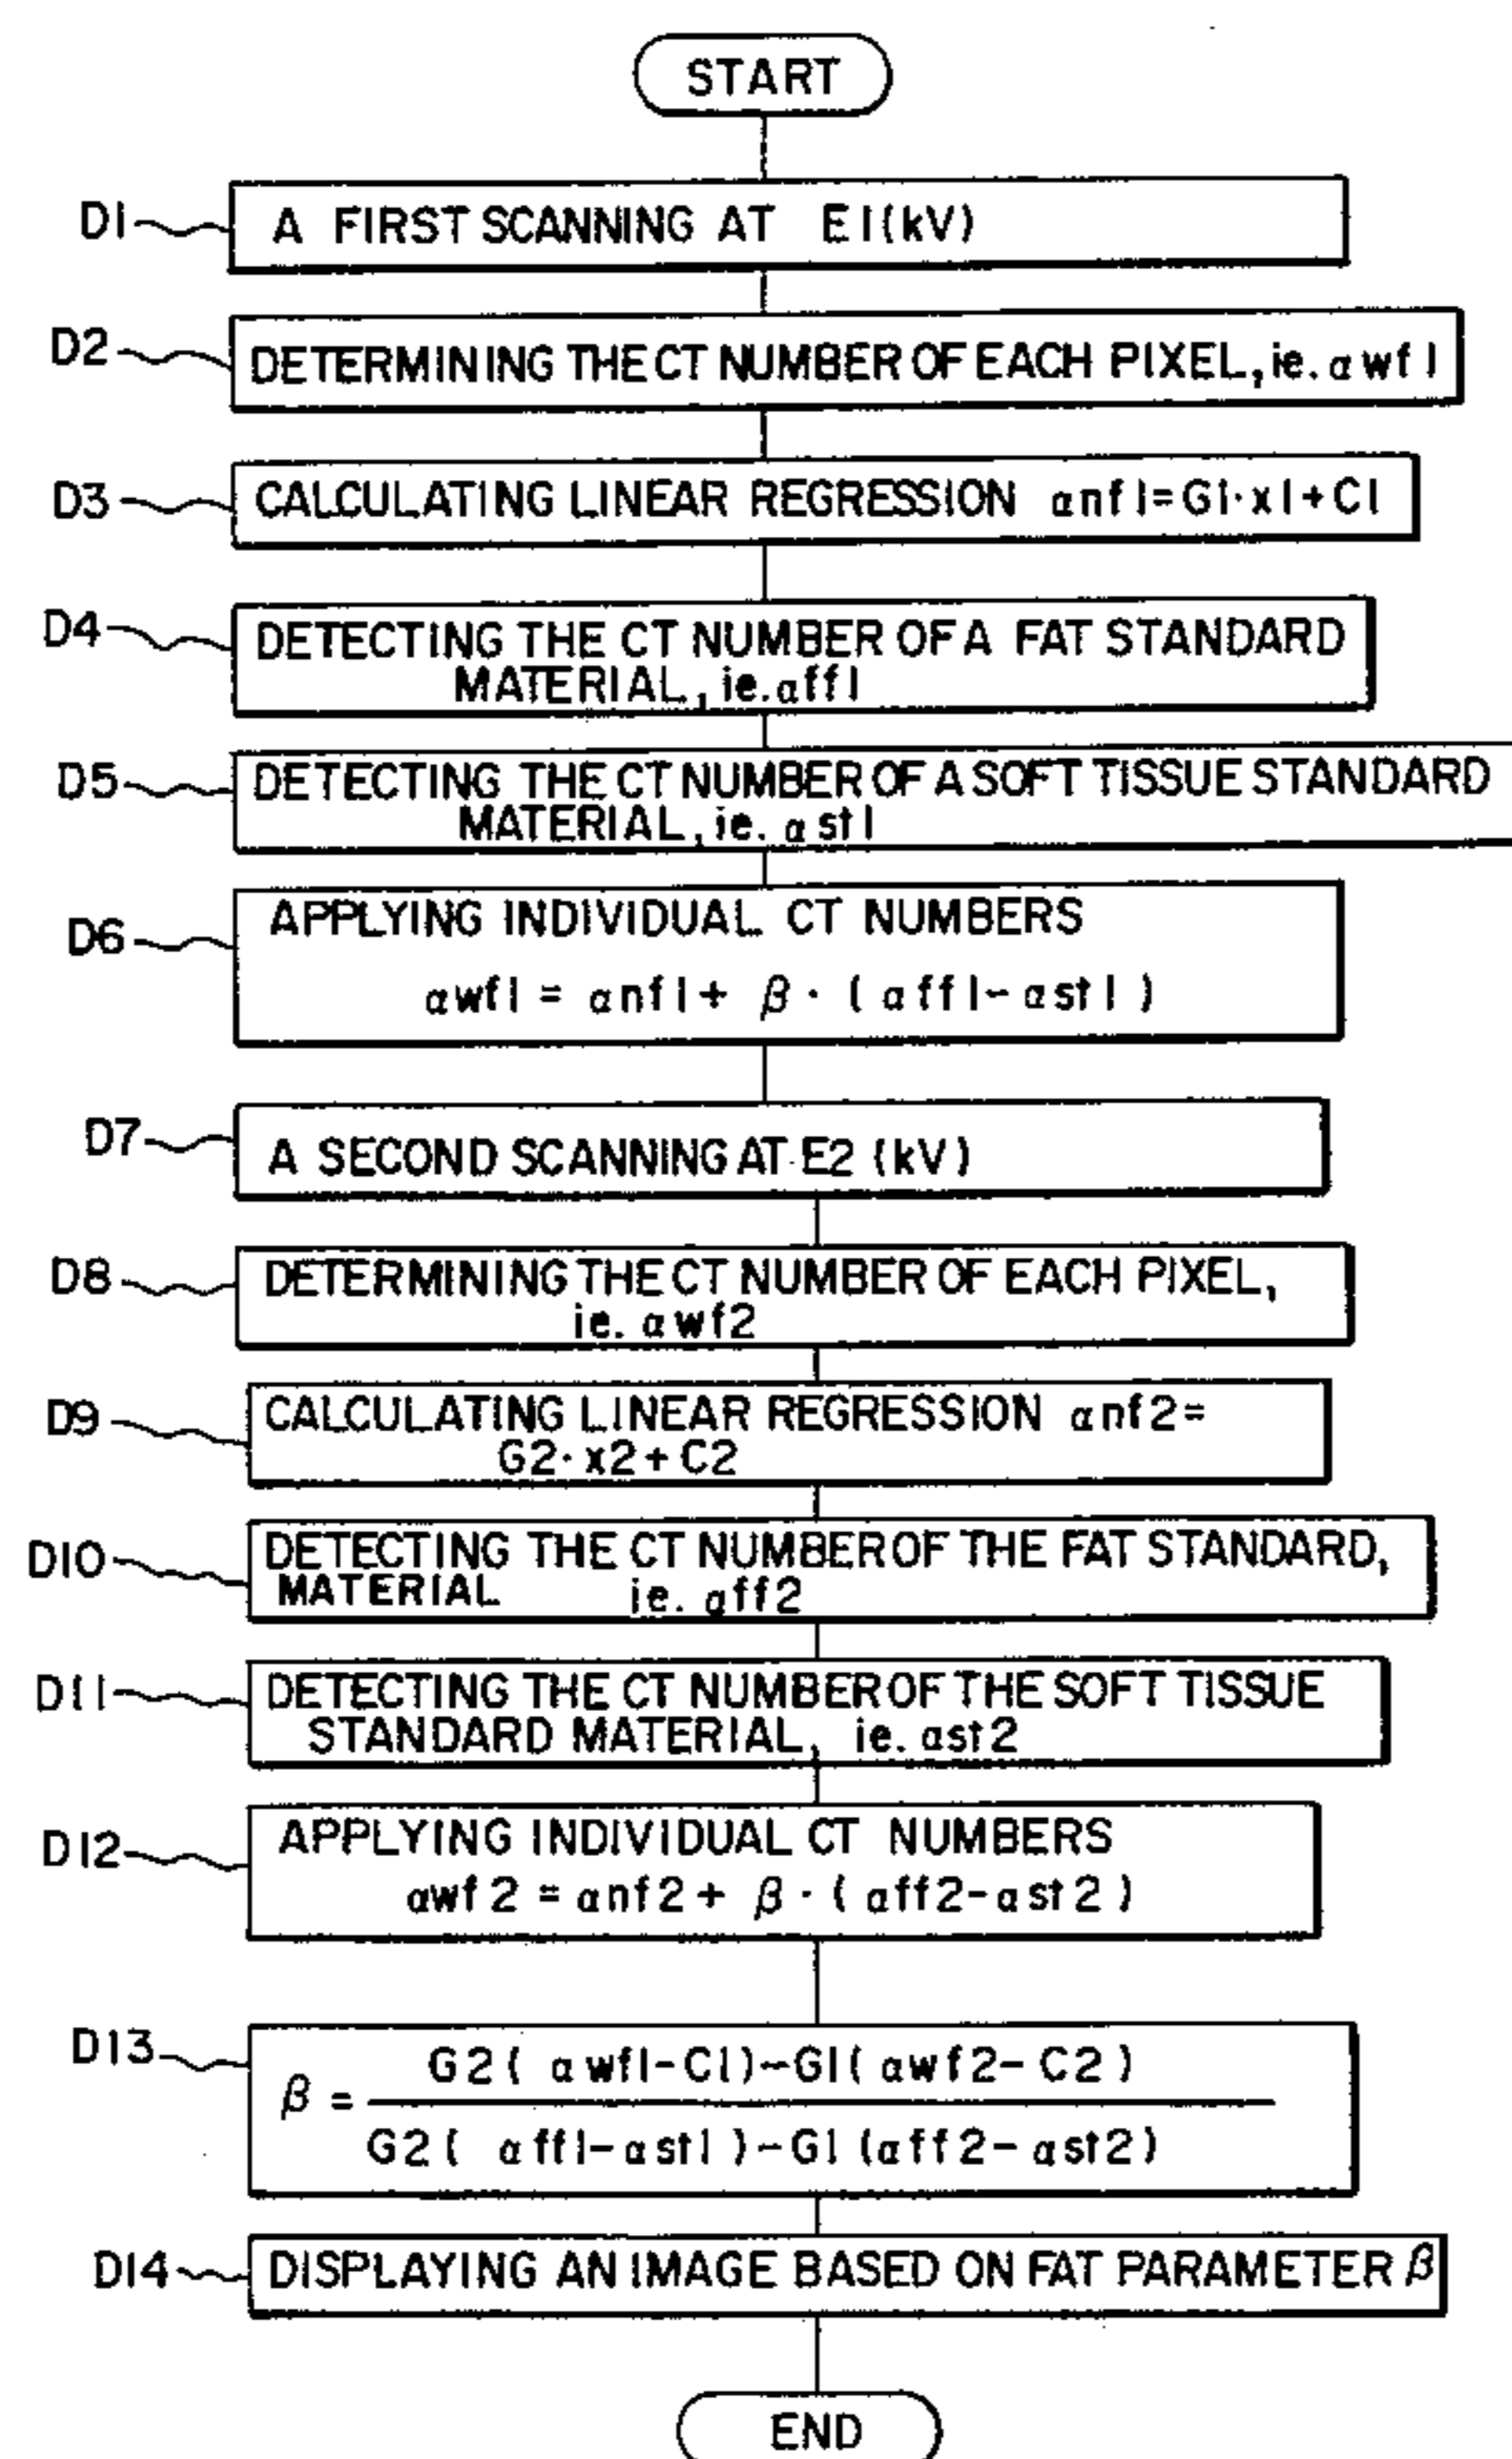 START
D1
A FIRST SCANNING AT E1(kV)
D2
DETERMINING THE CT NUMBER OF EACH PIXEL, ie. αwf1
D3
CALCULATING LINEAR REGRESSION αnf1=G1·x1+C1
D4
DETECTING THE CT NUMBER OF A FAT STANDARD
MATERIAL, ie. αff1
D5
DETECTING THE CT NUMBER OF A SOFT TISSUE STANDARD
MATERIAL, ie. αst1
D6
APPLYING INDIVIDUAL CT NUMBERS
αwf1 = αnf1+ β·(αff1-αst1)
D7
A SECOND SCANNING AT E2 (kV)
D8
DETERMINING THE CT NUMBER OF EACH PIXEL,
ie. αwf2
D9
CALCULATING LINEAR REGRESSION αnf2=
G2·x2+C2
D10
DETECTING THE CT NUMBER OF THE FAT STANDARD,
MATERIAL ie. αff2
D11
DETECTING THE CT NUMBER OF THE SOFT TISSUE
STANDARD MATERIAL, ie. αst2
D12
APPLYING INDIVIDUAL CT NUMBERS
αwf2 = αnf2+ β·(αff2-αst2)
D13
G2(αwf1-C1)-G1(αwf2-C2)
β =
G2(αff1-αst1)-G1(αff2-αst2)
D14
DISPLAYING AN IMAGE BASED ON FAT PARAMETER β
END